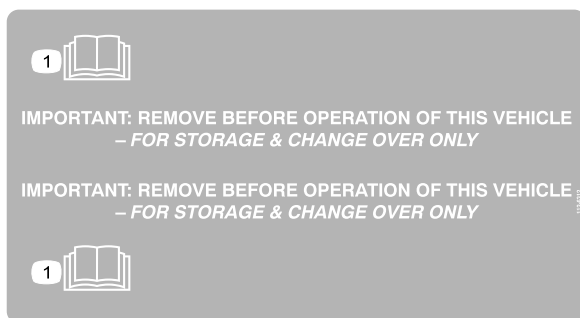 1
IMPORTANT: REMOVE BEFORE OPERATION OF THIS VEHICLE
– FOR STORAGE & CHANGE OVER ONLY
IMPORTANT: REMOVE BEFORE OPERATION OF THIS VEHICLE
– FOR STORAGE & CHANGE OVER ONLY
1